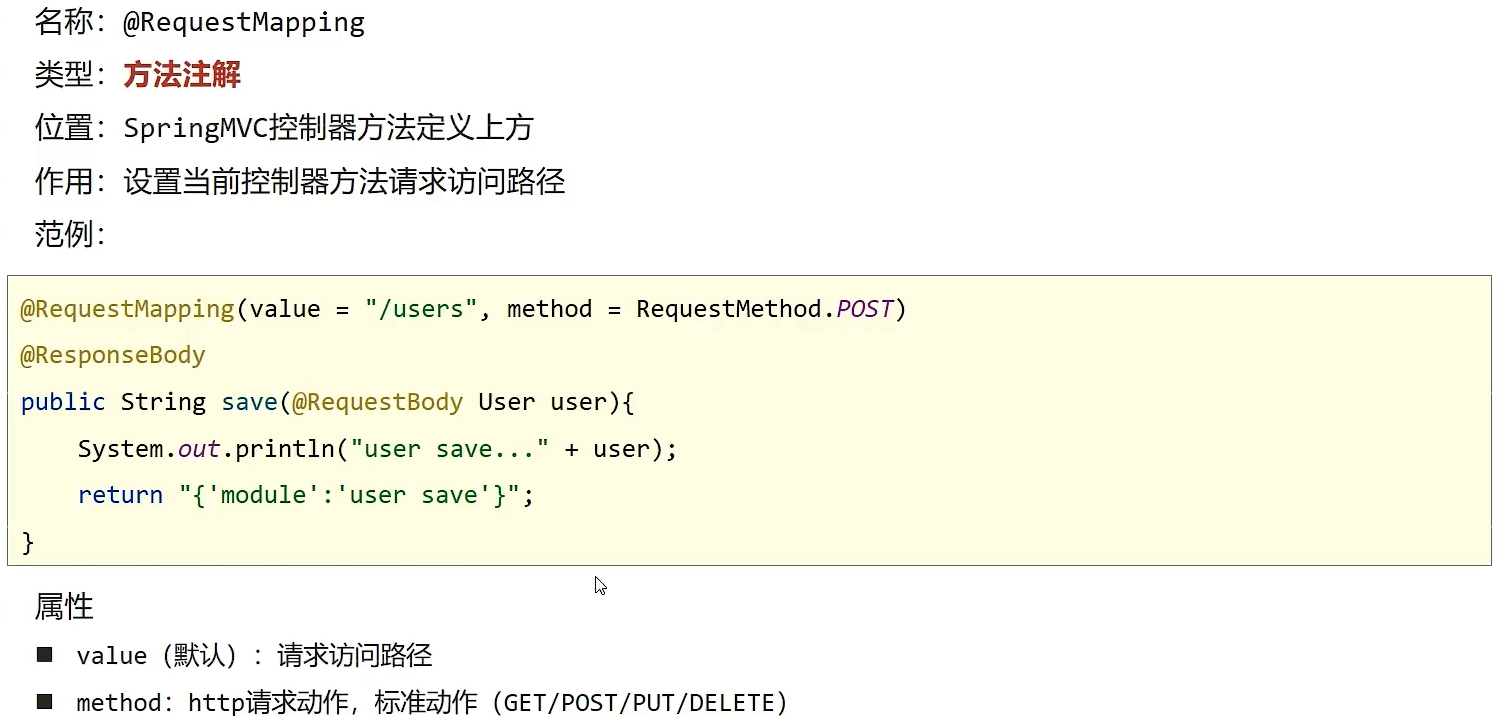 名称：@RequestMapping
类型：方法注解
位置：SpringMVC控制器方法定义上方
作用：设置当前控制器方法请求访问路径
范例：
@RequestMapping(value = "/users", method = RequestMethod.POST)
@ResponseBody
public String save(@RequestBody User user){
    System.out.println("user save..." + user);
    return "{'module':'user save'}";
}
属性
■ value（默认）：请求访问路径
■ method：http请求动作，标准动作（GET/POST/PUT/DELETE）